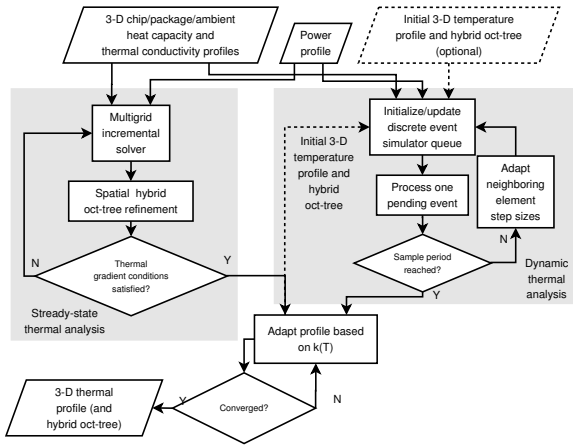 3-D chip/package/ambient
heat capacity and
thermal conductivity profiles
Power
profile
Initial 3-D temperature
profile and hybrid oct-tree
(optional)
Multigrid
incremental
solver
Spatial hybrid
oct-tree refinement
Thermal
gradient conditions
satisfied?
N
Y
Stready-state
thermal analysis
Initial 3-D
temperature
profile and
hybrid
oct-tree
Initialize/update
discrete event
simulator queue
Process one
pending event
Sample period
reached?
N
Y
Adapt
neighboring
element
step sizes
Dynamic
thermal
analysis
Adapt profile based
on k(T)
Converged?
N
Y
3-D thermal
profile (and
hybrid oct-tree)